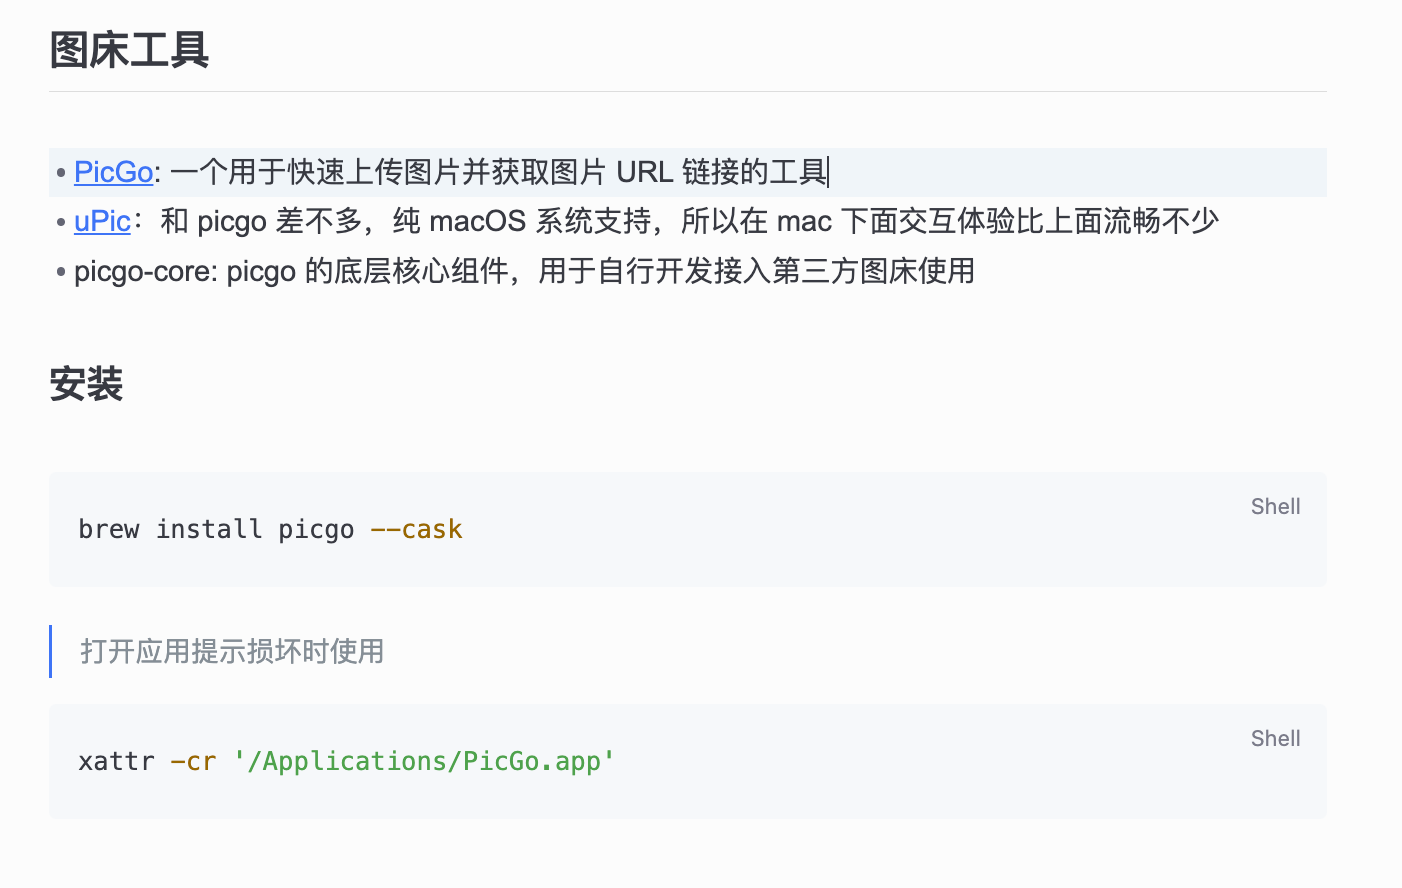 图床工具
PicGo: 一个用于快速上传图片并获取图片 URL 链接的工具
uPic：和 picgo 差不多，纯 macOS 系统支持，所以在 mac 下面交互体验比上面流畅不少
picgo-core: picgo 的底层核心组件，用于自行开发接入第三方图床使用
安装
Shell
brew install picgo --cask
打开应用提示损坏时使用
Shell
xattr -cr '/Applications/PicGo.app'